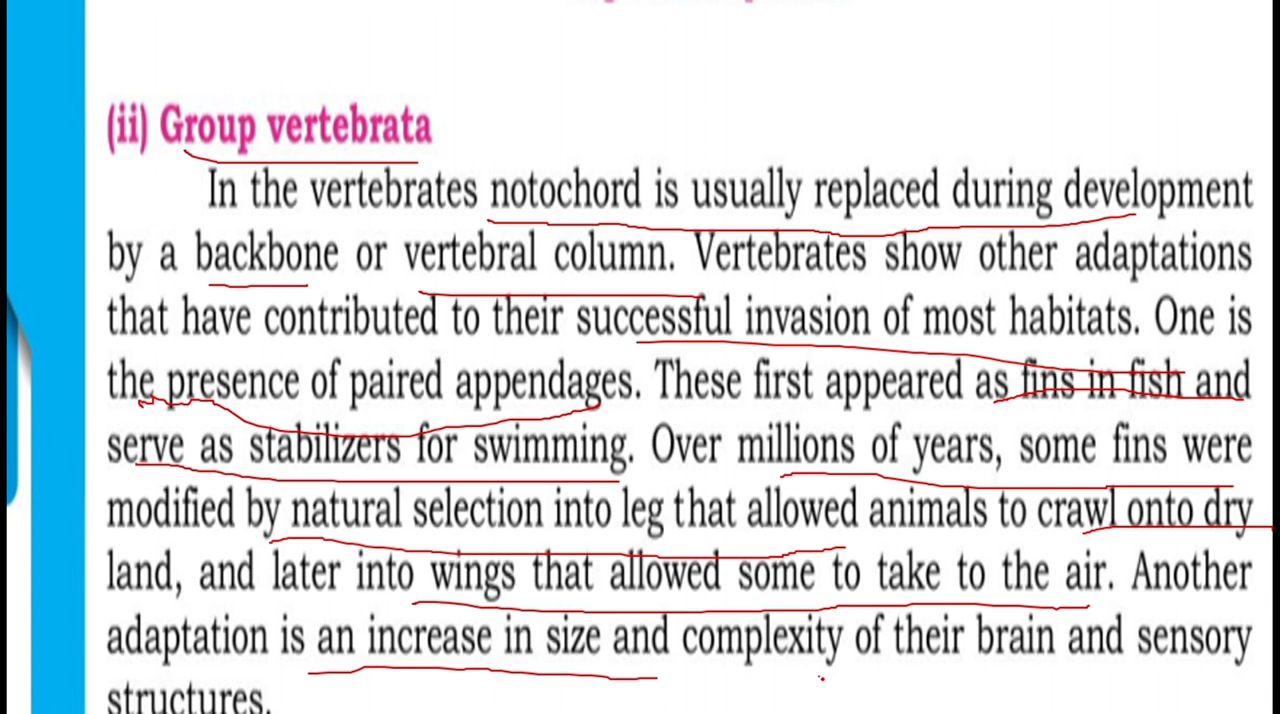 (ii) Group vertebrata
In the vertebrates notochord is usually replaced during development
by a backbone or vertebral column. Vertebrates show other adaptations
that have contributed to their successful invasion of most habitats. One is
the presence of paired appendages. These first appeared as fins in fish and
serve as stabilizers for swimming. Over millions of years, some fins were
modified by natural selection into leg that allowed animals to crawl onto dry
land, and later into wings that allowed some to take to the air. Another
adaptation is an increase in size and complexity of their brain and sensory
structures.